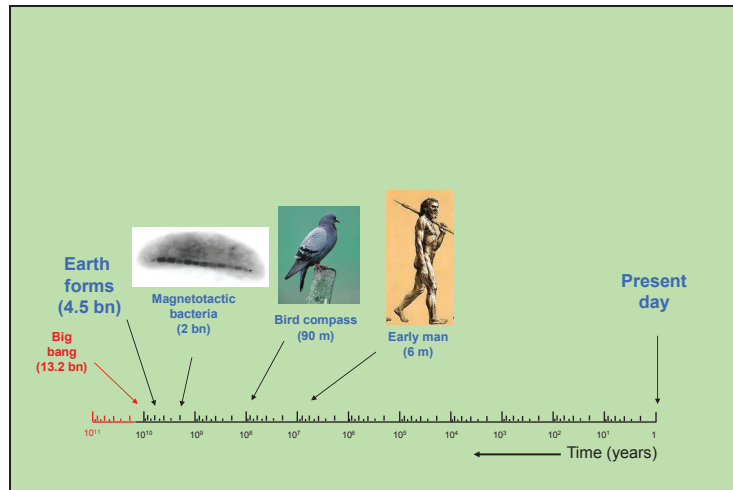 Earth
forms
(4.5 bn)
Magnetotactic
bacteria
(2 bn)
Bird compass
(90 m)
Early man
(6 m)
Present
day
Big
bang
(13.2 bn)
10¹¹ 10¹⁰ 10⁹ 10⁸ 10⁷ 10⁶ 10⁵ 10⁴ 10³ 10² 10¹ 1
Time (years)